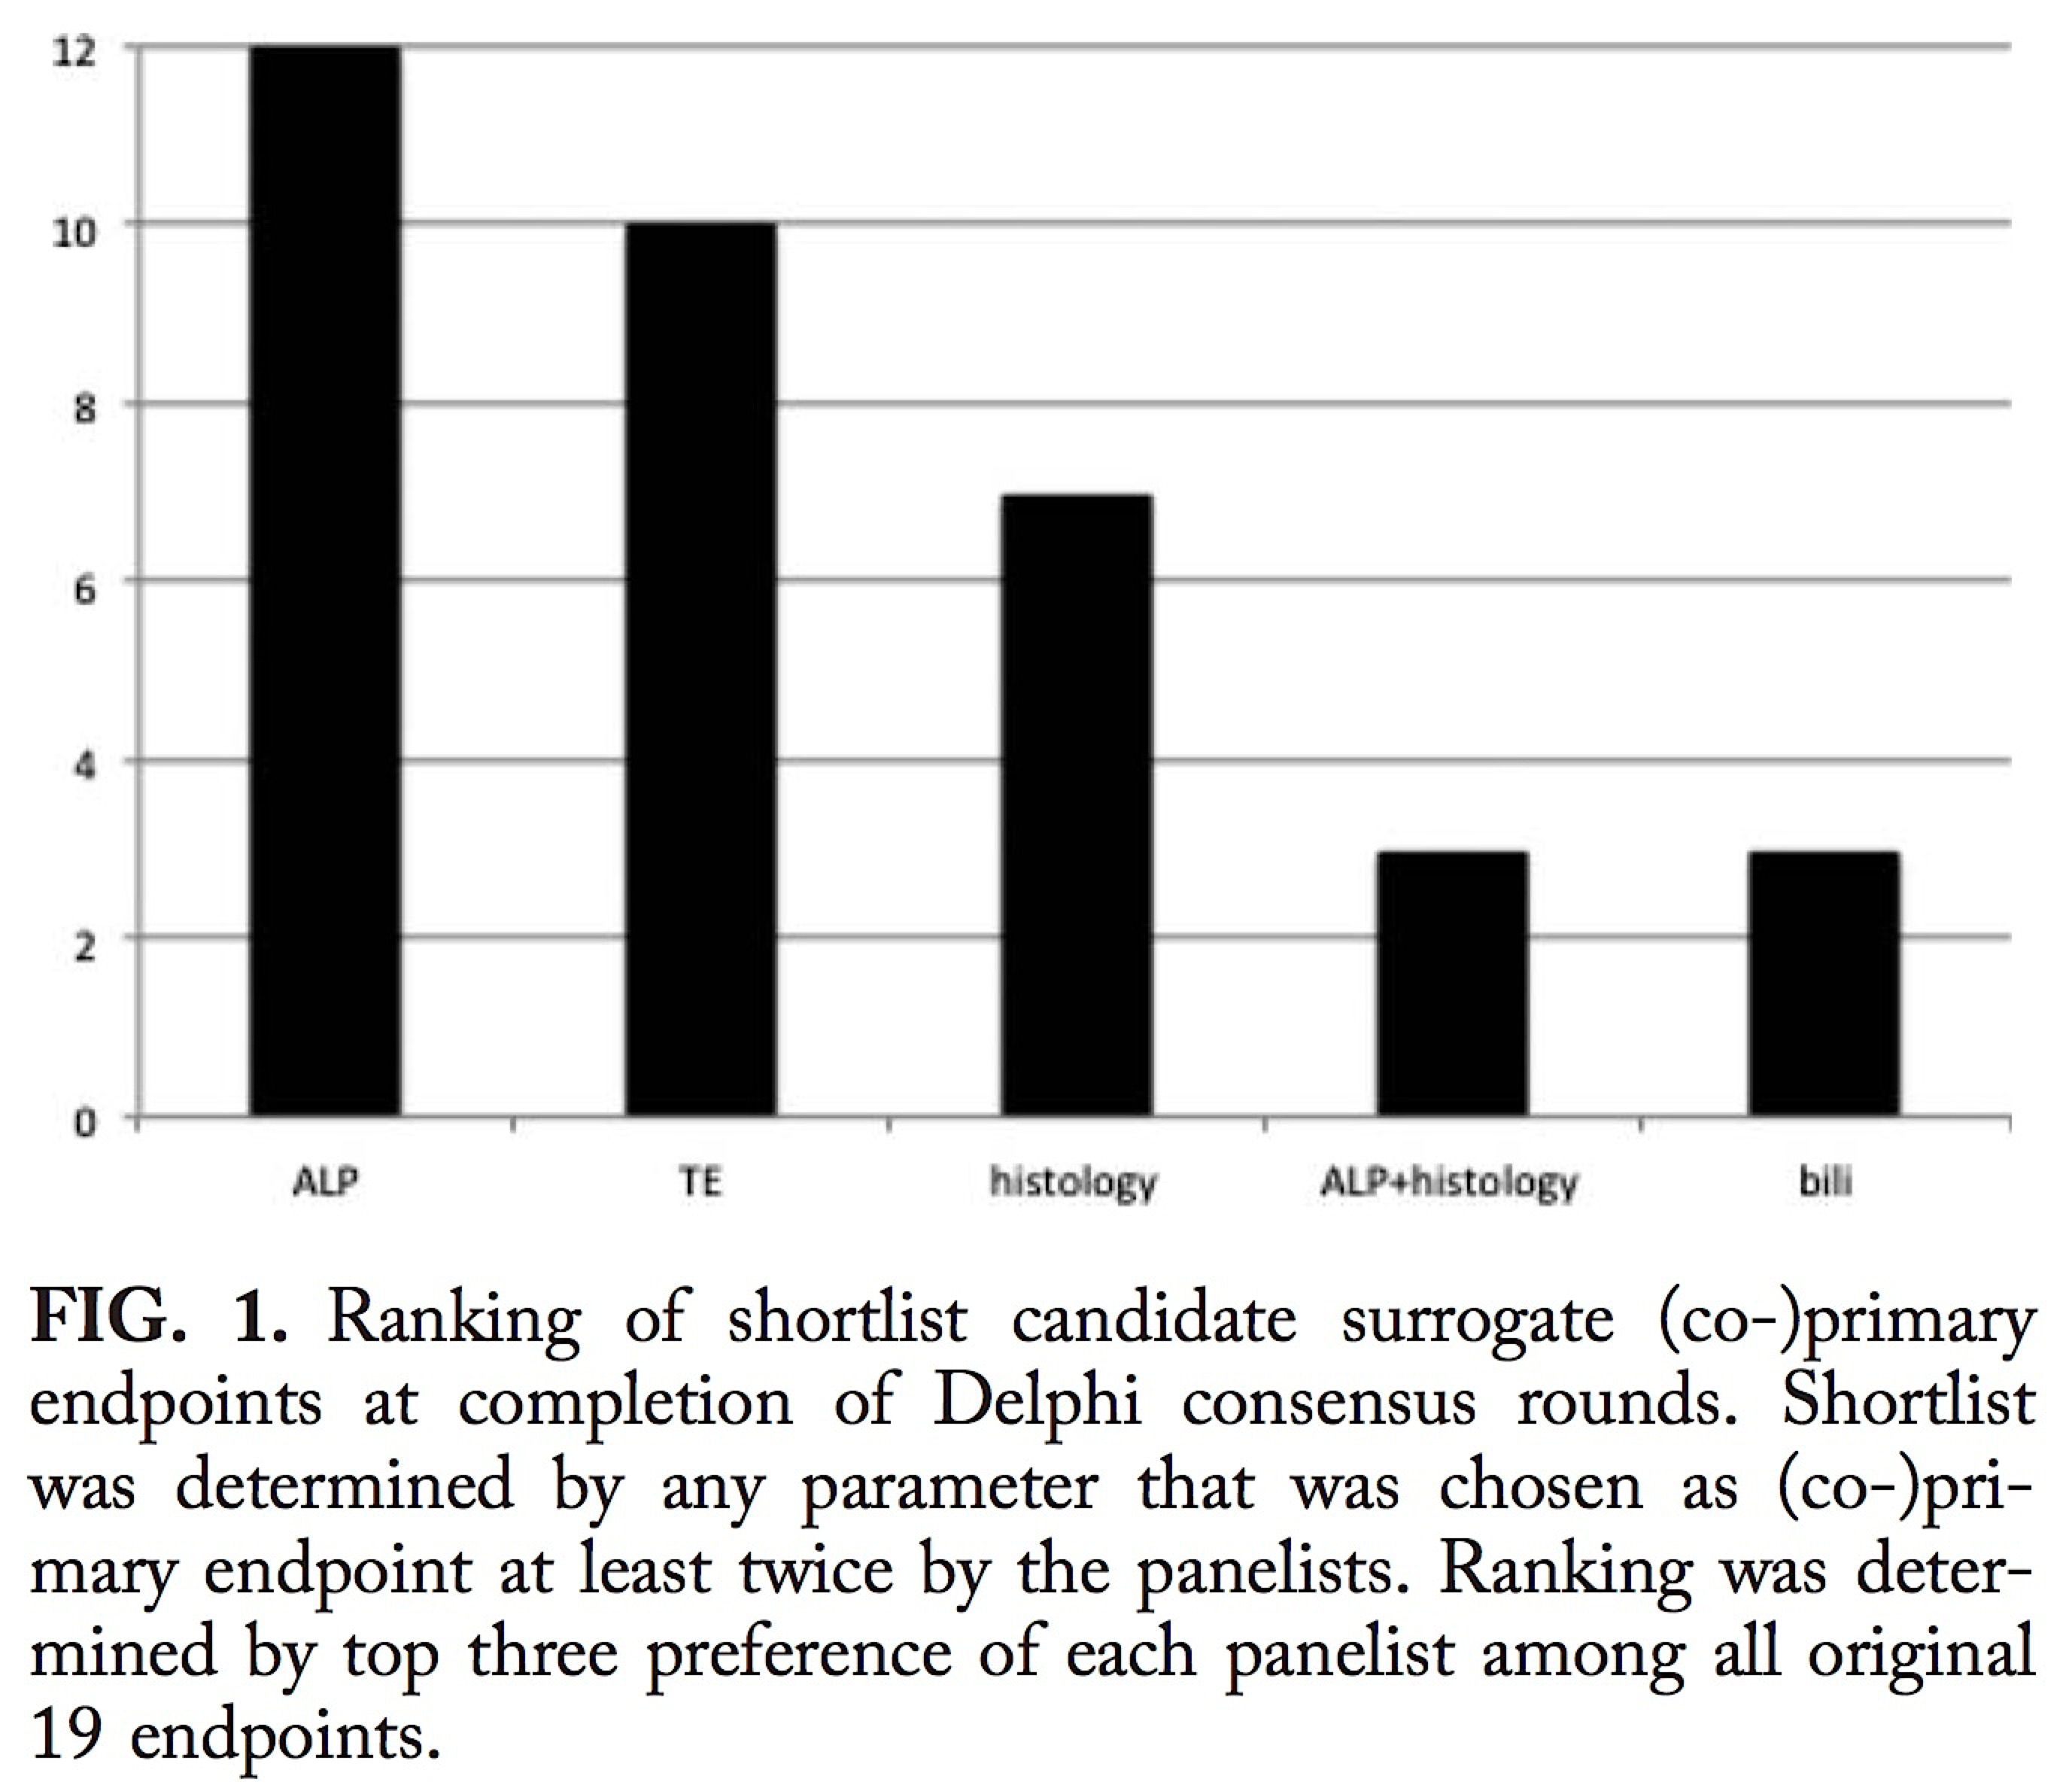 12
10
8
6
4
2
0
ALP TE histology ALP+histology bili
FIG. 1. Ranking of shortlist candidate surrogate (co-)primary
endpoints at completion of Delphi consensus rounds. Shortlist
was determined by any parameter that was chosen as (co-)pri-
mary endpoint at least twice by the panelists. Ranking was deter-
mined by top three preference of each panelist among all original
19 endpoints.